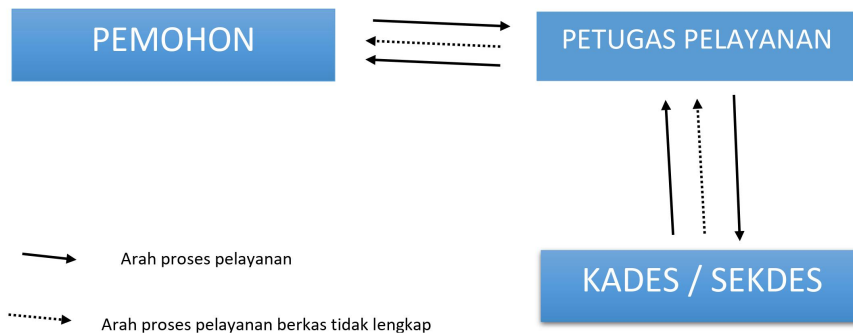 PEMOHON
PETUGAS PELAYANAN
KADES / SEKDES
Arah proses pelayanan
Arah proses pelayanan berkas tidak lengkap